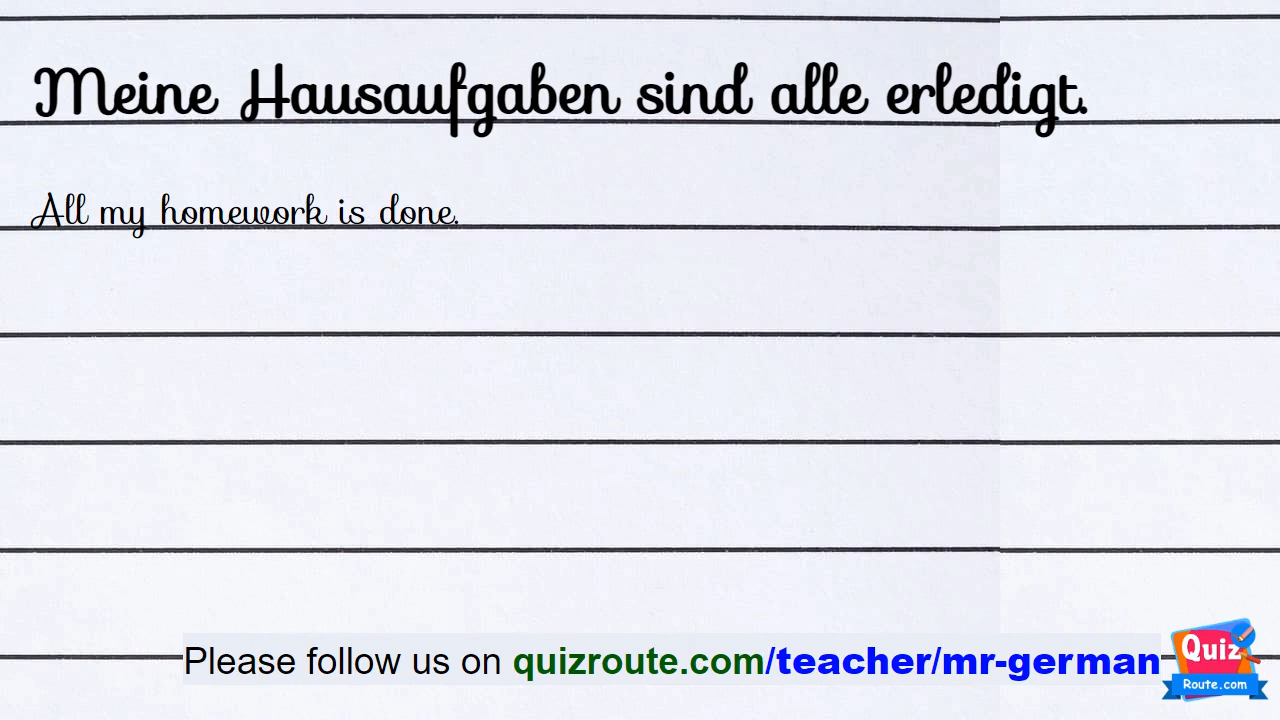 Meine Hausaufgaben sind alle erledigt.
All my homework is done.
Please follow us on quizroute.com/teacher/mr-german
Quiz
Route.com